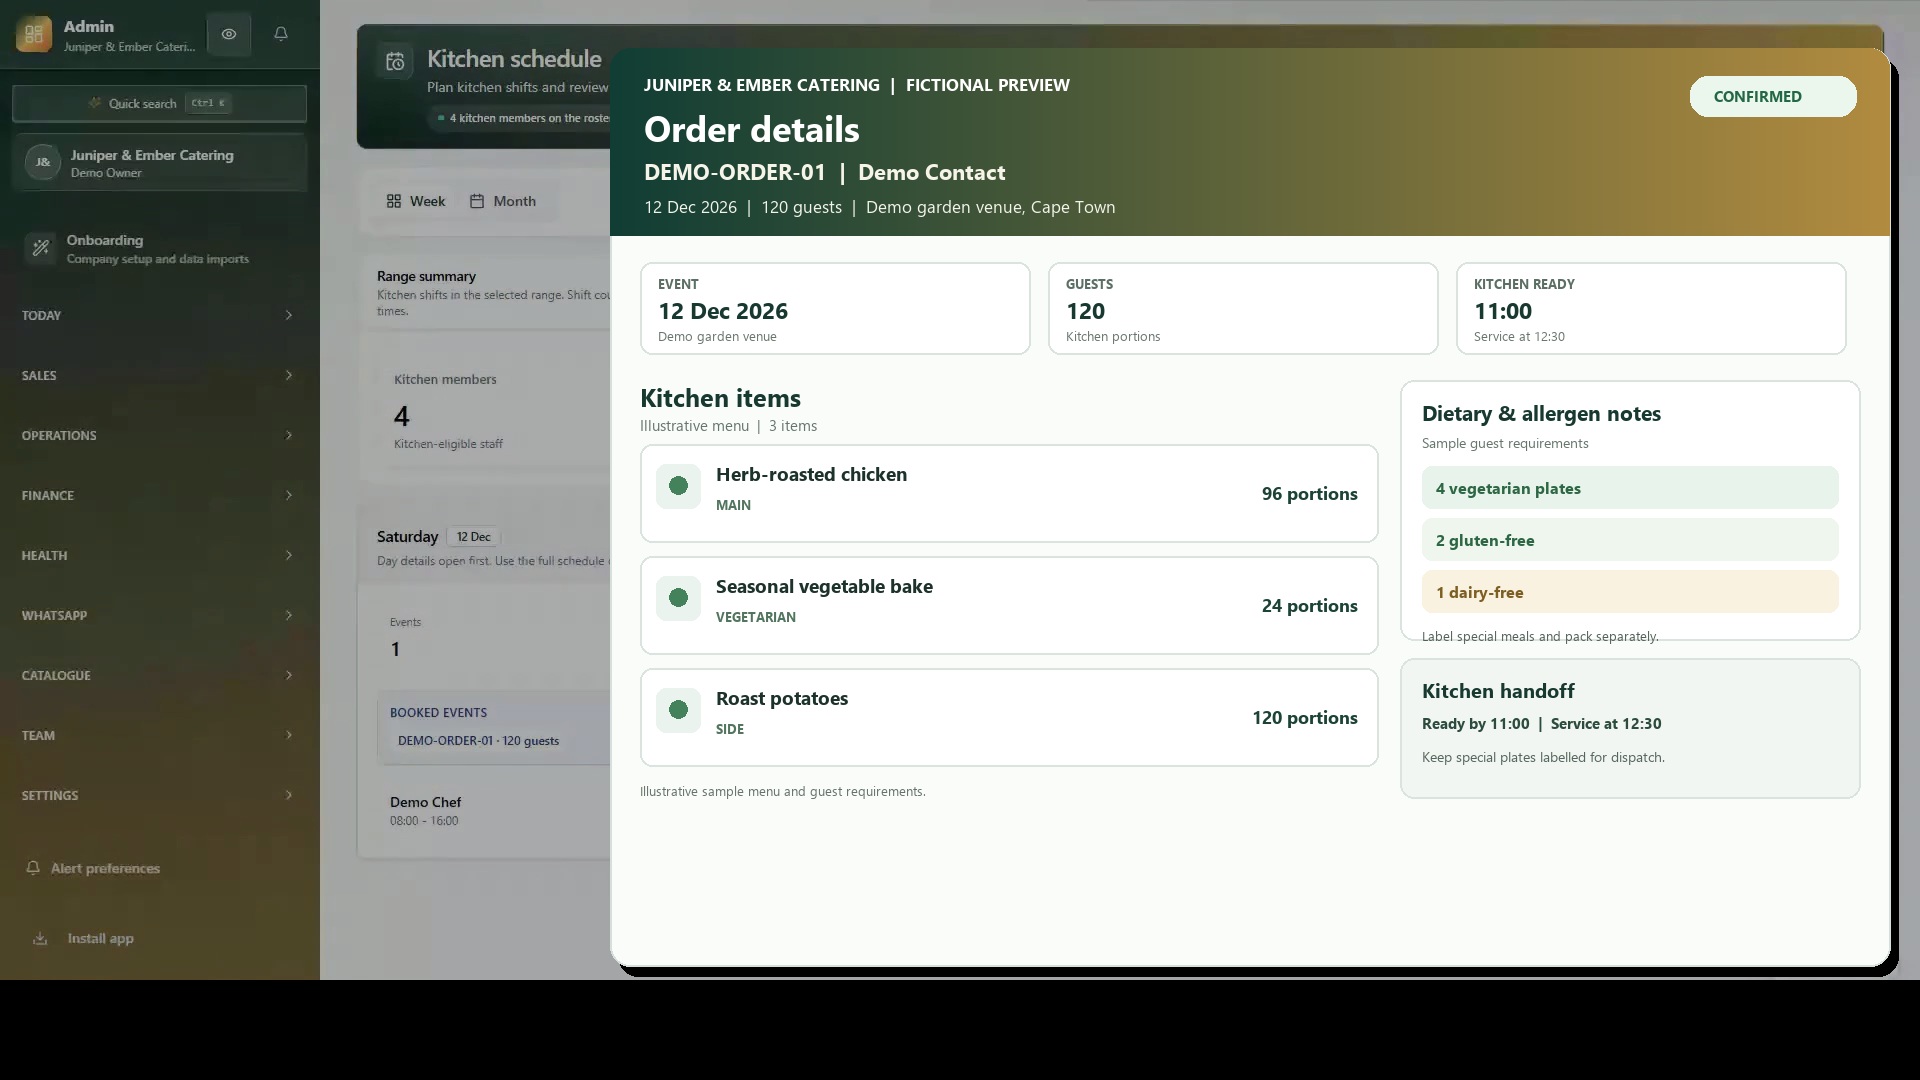 Admin
Juniper & Ember Cateri...
Quick search Ctrl K
J&
Juniper & Ember Catering
Demo Owner
Onboarding
Company setup and data imports
TODAY
SALES
OPERATIONS
FINANCE
HEALTH
WHATSAPP
CATALOGUE
TEAM
SETTINGS
Alert preferences
Install app
Kitchen schedule
Plan kitchen shifts and review
4 kitchen members on the roste
Week
Month
Range summary
Kitchen shifts in the selected range. Shift cou
times.
Kitchen members
4
Kitchen-eligible staff
Saturday 12 Dec
Day details open first. Use the full schedule
Events
1
BOOKED EVENTS
DEMO-ORDER-01 · 120 guests
Demo Chef
08:00 - 16:00
JUNIPER & EMBER CATERING | FICTIONAL PREVIEW
CONFIRMED
Order details
DEMO-ORDER-01 | Demo Contact
12 Dec 2026 | 120 guests | Demo garden venue, Cape Town
EVENT
12 Dec 2026
Demo garden venue
GUESTS
120
Kitchen portions
KITCHEN READY
11:00
Service at 12:30
Kitchen items
Illustrative menu | 3 items
Herb-roasted chicken
MAIN
96 portions
Seasonal vegetable bake
VEGETARIAN
24 portions
Roast potatoes
SIDE
120 portions
Illustrative sample menu and guest requirements.
Dietary & allergen notes
Sample guest requirements
4 vegetarian plates
2 gluten-free
1 dairy-free
Label special meals and pack separately.
Kitchen handoff
Ready by 11:00 | Service at 12:30
Keep special plates labelled for dispatch.